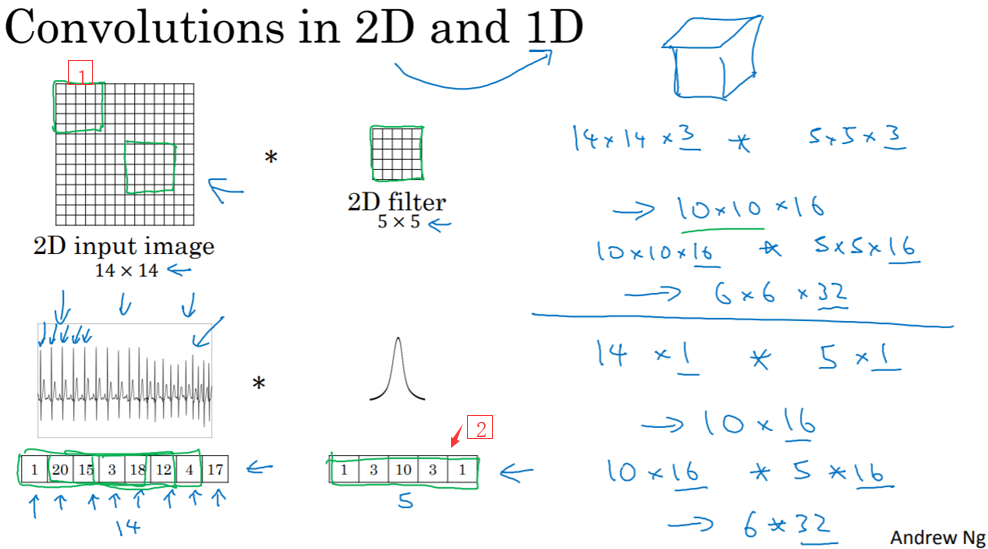 Convolutions in 2D and 1D
1
*
2D filter
5 × 5
2D input image
14 × 14
14×14 ×3 * 5×5×3
→ 10×10×16
10×10×16 * 5×5×16
→ 6×6 ×32
*
2
1 20 15 3 18 12 4 17
14
1 3 10 3 1
5
14 ×1 * 5×1
→ 10×16
10×16 * 5*16
→ 6*32
Andrew Ng